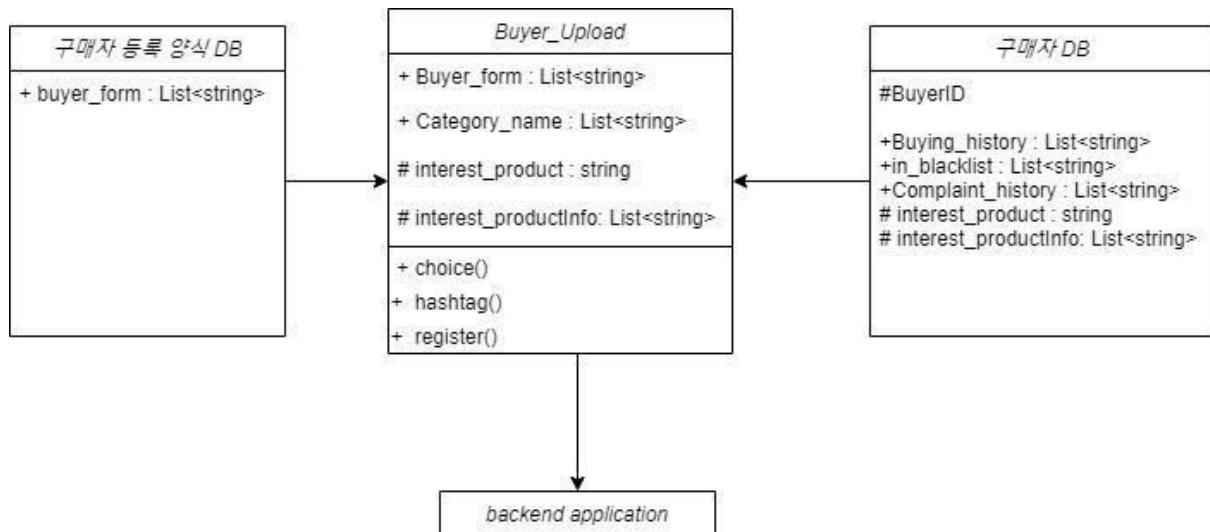 구매자 등록 양식 DB
+ buyer_form : List<string>
Buyer_Upload
+ Buyer_form : List<string>
+ Category_name : List<string>
# interest_product : string
# interest_productInfo: List<string>
+ choice()
+ hashtag()
+ register()
구매자 DB
#BuyerID
+Buying_history : List<string>
+in_blacklist : List<string>
+Complaint_history : List<string>
# interest_product : string
# interest_productInfo: List<string>
backend application